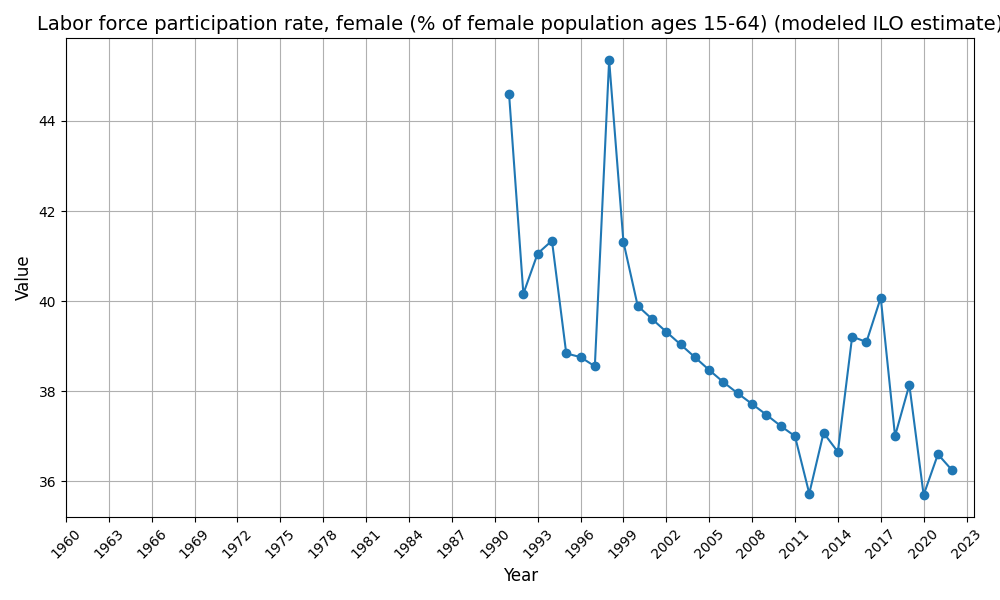 Labor force participation rate, female (% of female population ages 15-64) (modeled ILO estimate)
Value
44
42
40
38
36
1960 1963 1966 1969 1972 1975 1978 1981 1984 1987 1990 1993 1996 1999 2002 2005 2008 2011 2014 2017 2020 2023
Year